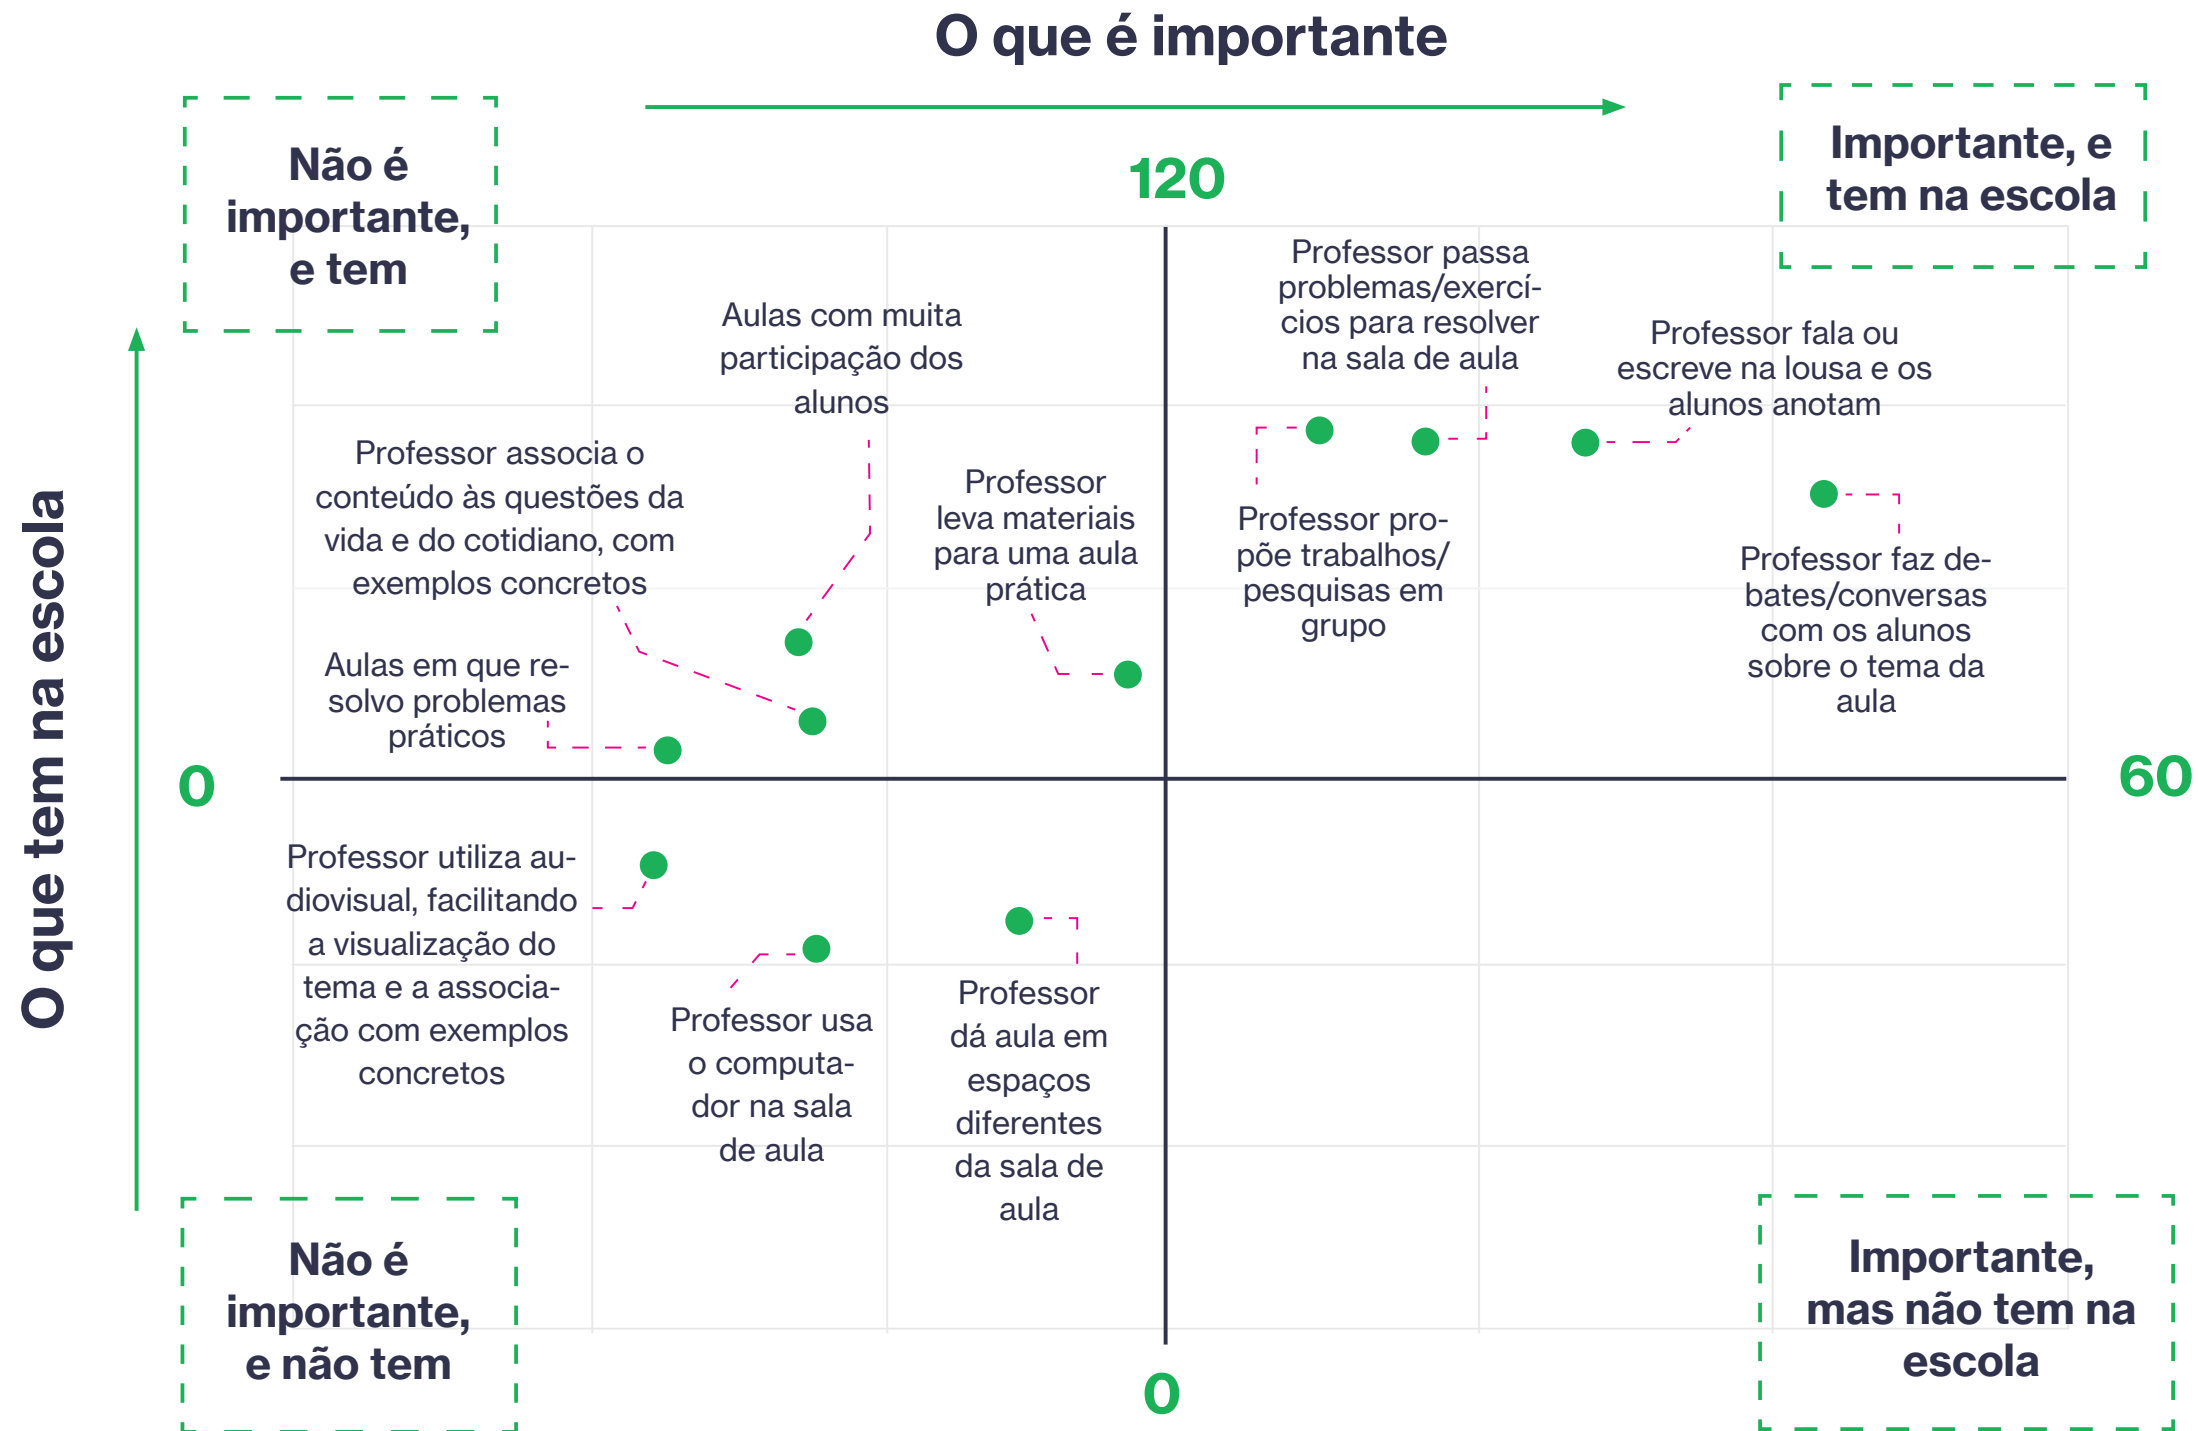 O que é importante
Não é
importante,
e tem
Importante, e
tem na escola
120
Professor passa
problemas/exercí-
cios para resolver
na sala de aula
Aulas com muita
participação dos
alunos
Professor fala ou
escreve na lousa e os
alunos anotam
Professor associa o
conteúdo às questões da
vida e do cotidiano, com
exemplos concretos
Professor
leva materiais
para uma aula
prática
Professor pro-
põe trabalhos/
pesquisas em
grupo
Professor faz de-
bates/conversas
com os alunos
sobre o tema da
aula
Aulas em que re-
solvo problemas
práticos
O que tem na escola
0
60
Professor utiliza au-
diovisual, facilitando
a visualização do
tema e a associa-
ção com exemplos
concretos
Professor usa
o computa-
dor na sala
de aula
Professor
dá aula em
espaços
diferentes
da sala de
aula
Não é
importante,
e não tem
Importante,
mas não tem na
escola
0